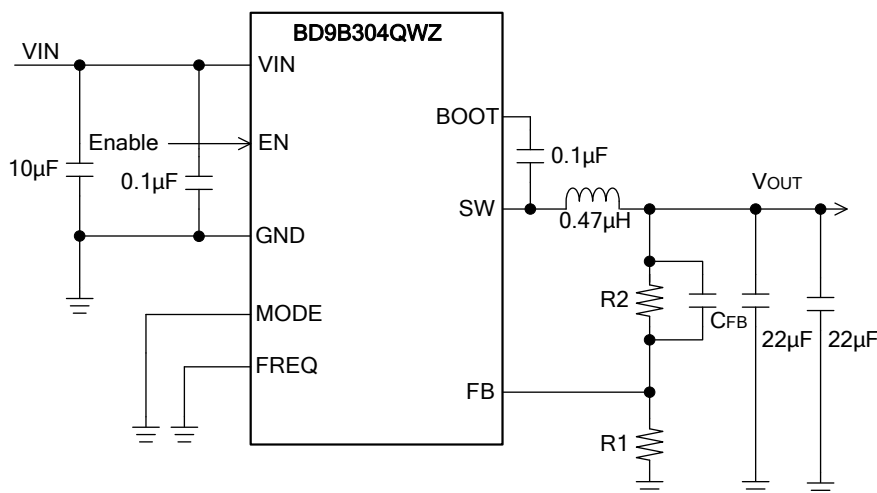 BD9B304QWZ
VIN
VIN
BOOT
Enable
EN
10µF
0.1µF
0.1µF
VOUT
SW
0.47µH
GND
R2
CFB
MODE
22µF
22µF
FREQ
FB
R1